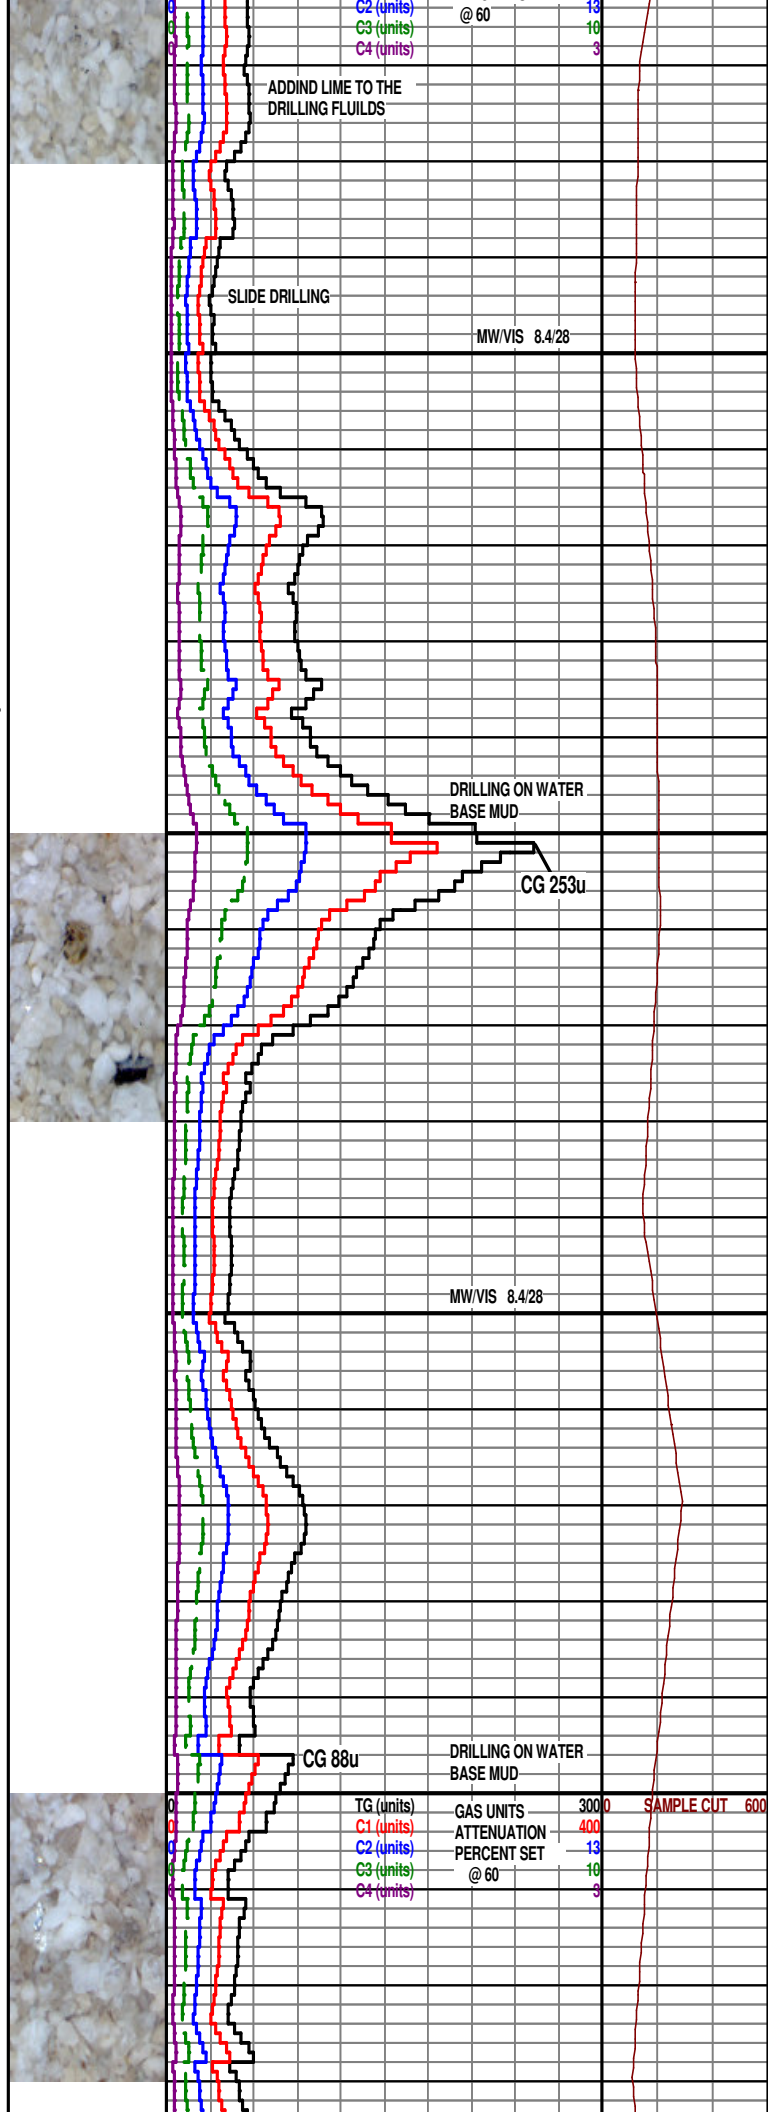 0 C2 (units) 13
@ 60
0 C3 (units) 10
0 C4 (units) 3
ADDIND LIME TO THE
DRILLING FLUILDS
SLIDE DRILLING
MW/VIS 8.4/28
DRILLING ON WATER
BASE MUD
CG 253u
MW/VIS 8.4/28
CG 88u
DRILLING ON WATER
BASE MUD
0 TG (units) 300
0 SAMPLE CUT 600
0 C1 (units) 400
0 C2 (units) 13
0 C3 (units) 10
0 C4 (units) 3
GAS UNITS
ATTENUATION
PERCENT SET
@ 60